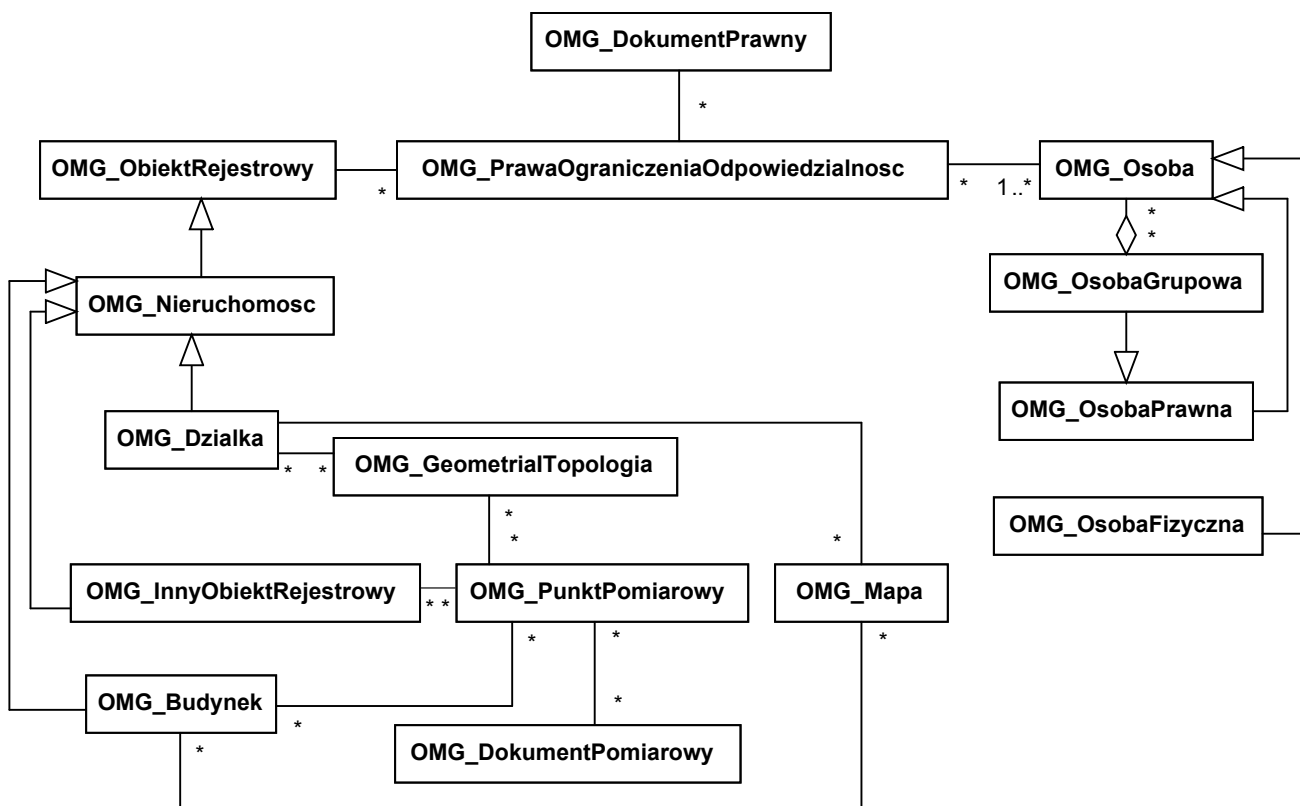 OMG_DokumentPrawny
*
OMG_ObiektRejestrowy
*
OMG_PrawaOgraniczeniaOdpowiedzialnosc
*
1..*
OMG_Osoba
*
*
OMG_Nieruchomosc
OMG_OsobaGrupowa
OMG_OsobaPrawna
OMG_Dzialka
*
*
OMG_GeometriaITopologia
*
*
*
OMG_OsobaFizyczna
OMG_InnyObiektRejestrowy
*
*
OMG_PunktPomiarowy
OMG_Mapa
*
*
*
OMG_Budynek
*
*
*
OMG_DokumentPomiarowy